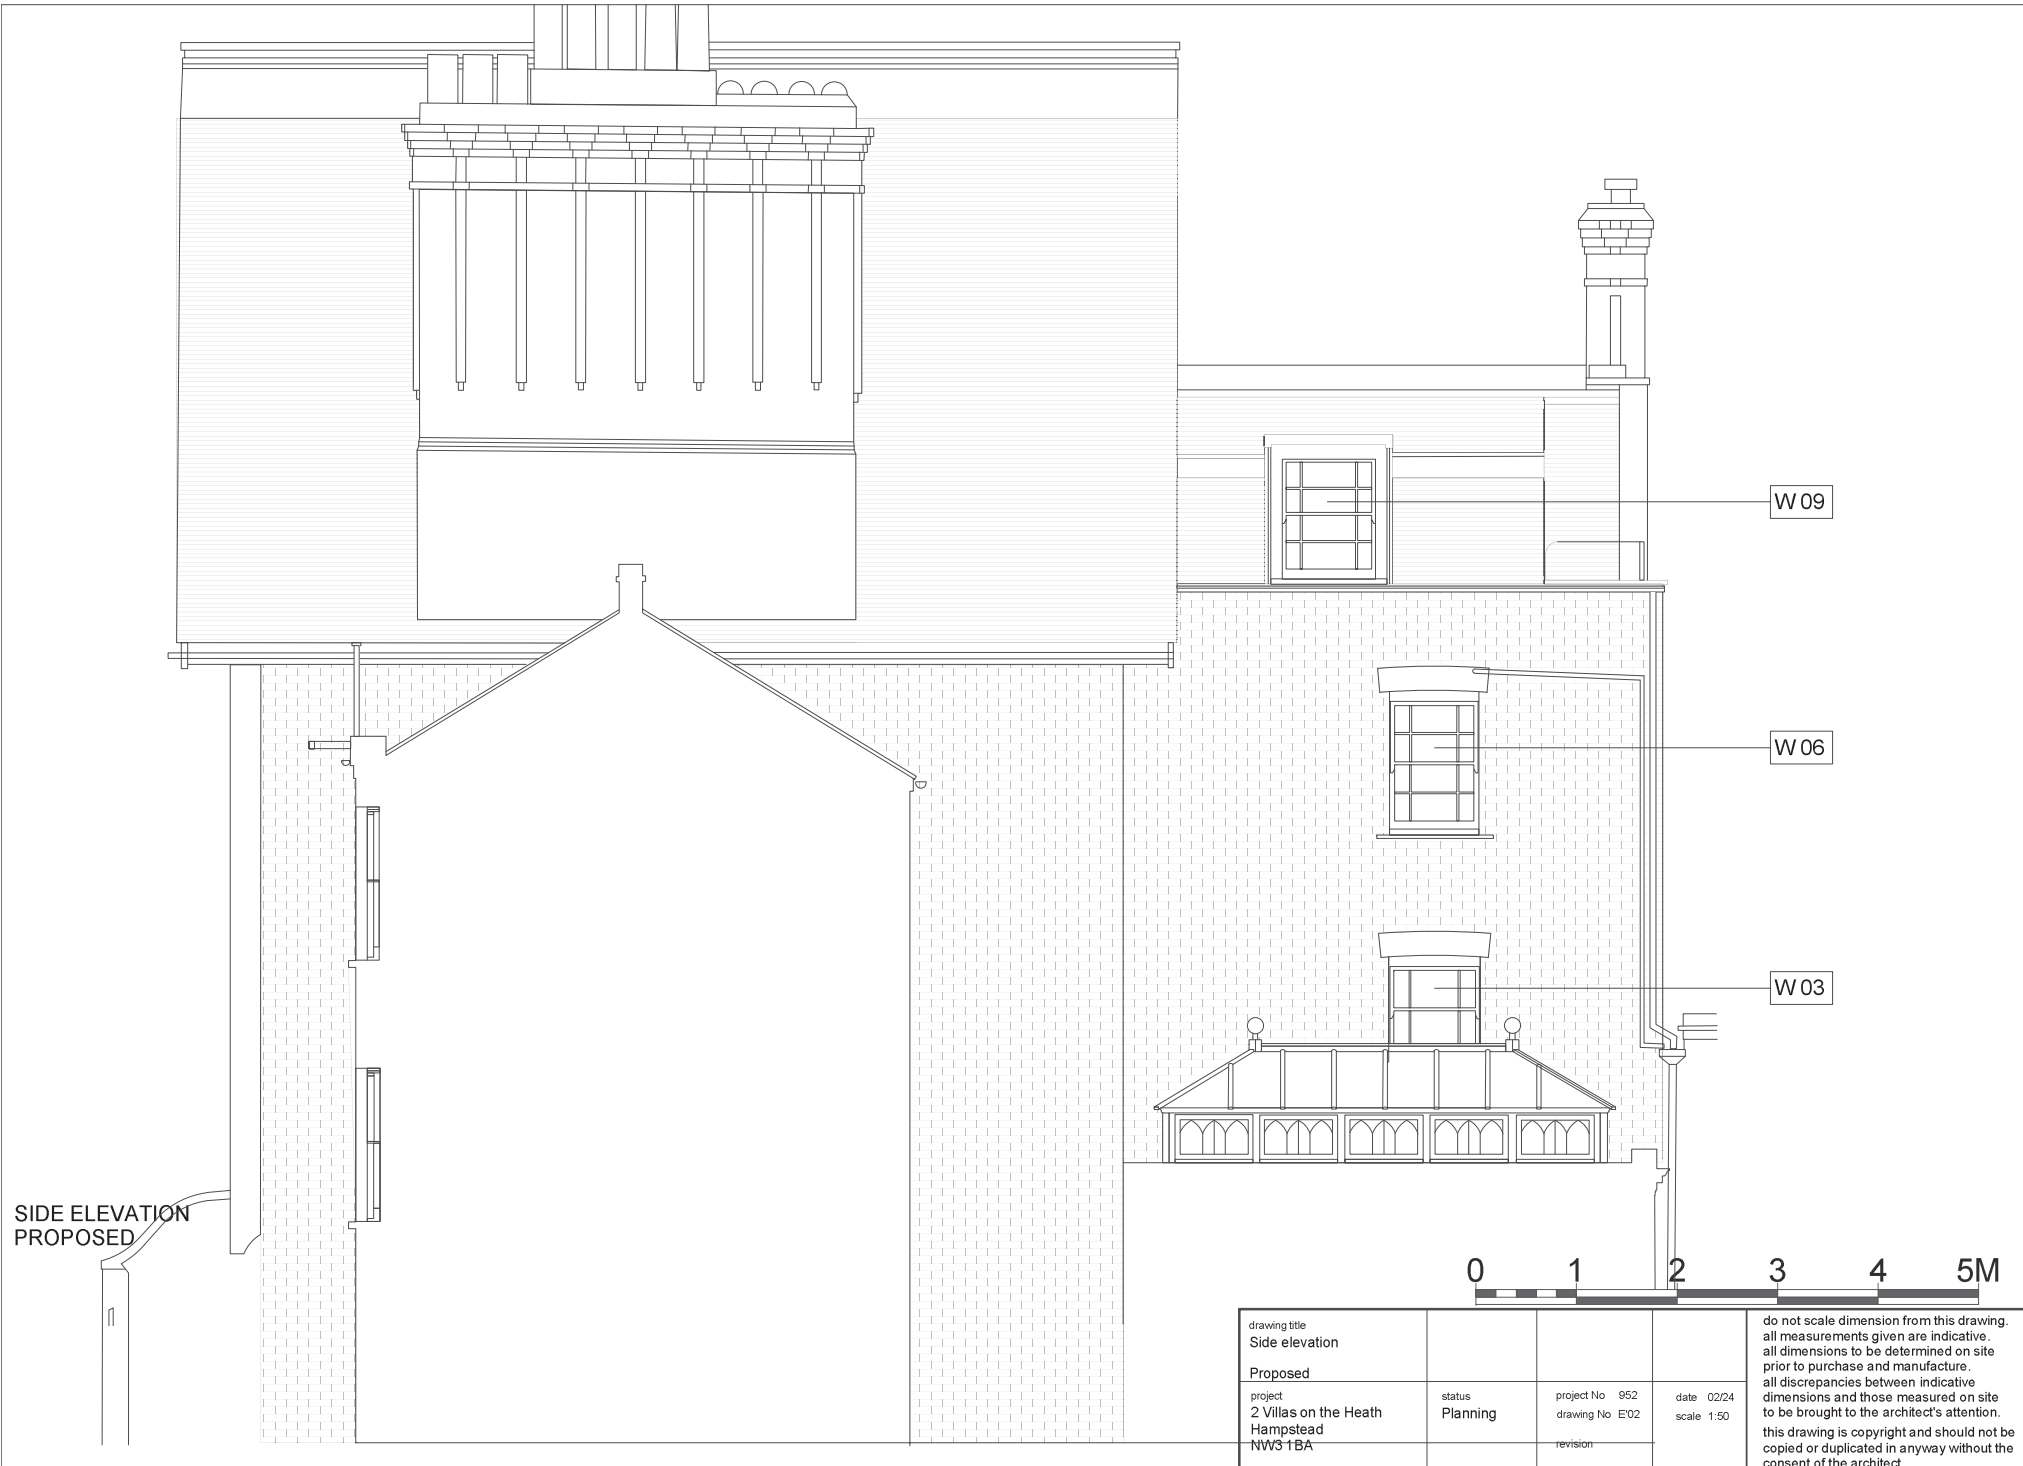 W 09
W 06
W 03
SIDE ELEVATION
PROPOSED
0 1 2 3 4 5M
drawing title
Side elevation
Proposed
project
2 Villas on the Heath
Hampstead
NW3 1BA
status
Planning
project No 952
drawing No E'02
revision
date 02/24
scale 1:50
do not scale dimension from this drawing.
all measurements given are indicative.
all dimensions to be determined on site
prior to purchase and manufacture.
all discrepancies between indicative
dimensions and those measured on site
to be brought to the architect's attention.
this drawing is copyright and should not be
copied or duplicated in anyway without the
consent of the architect